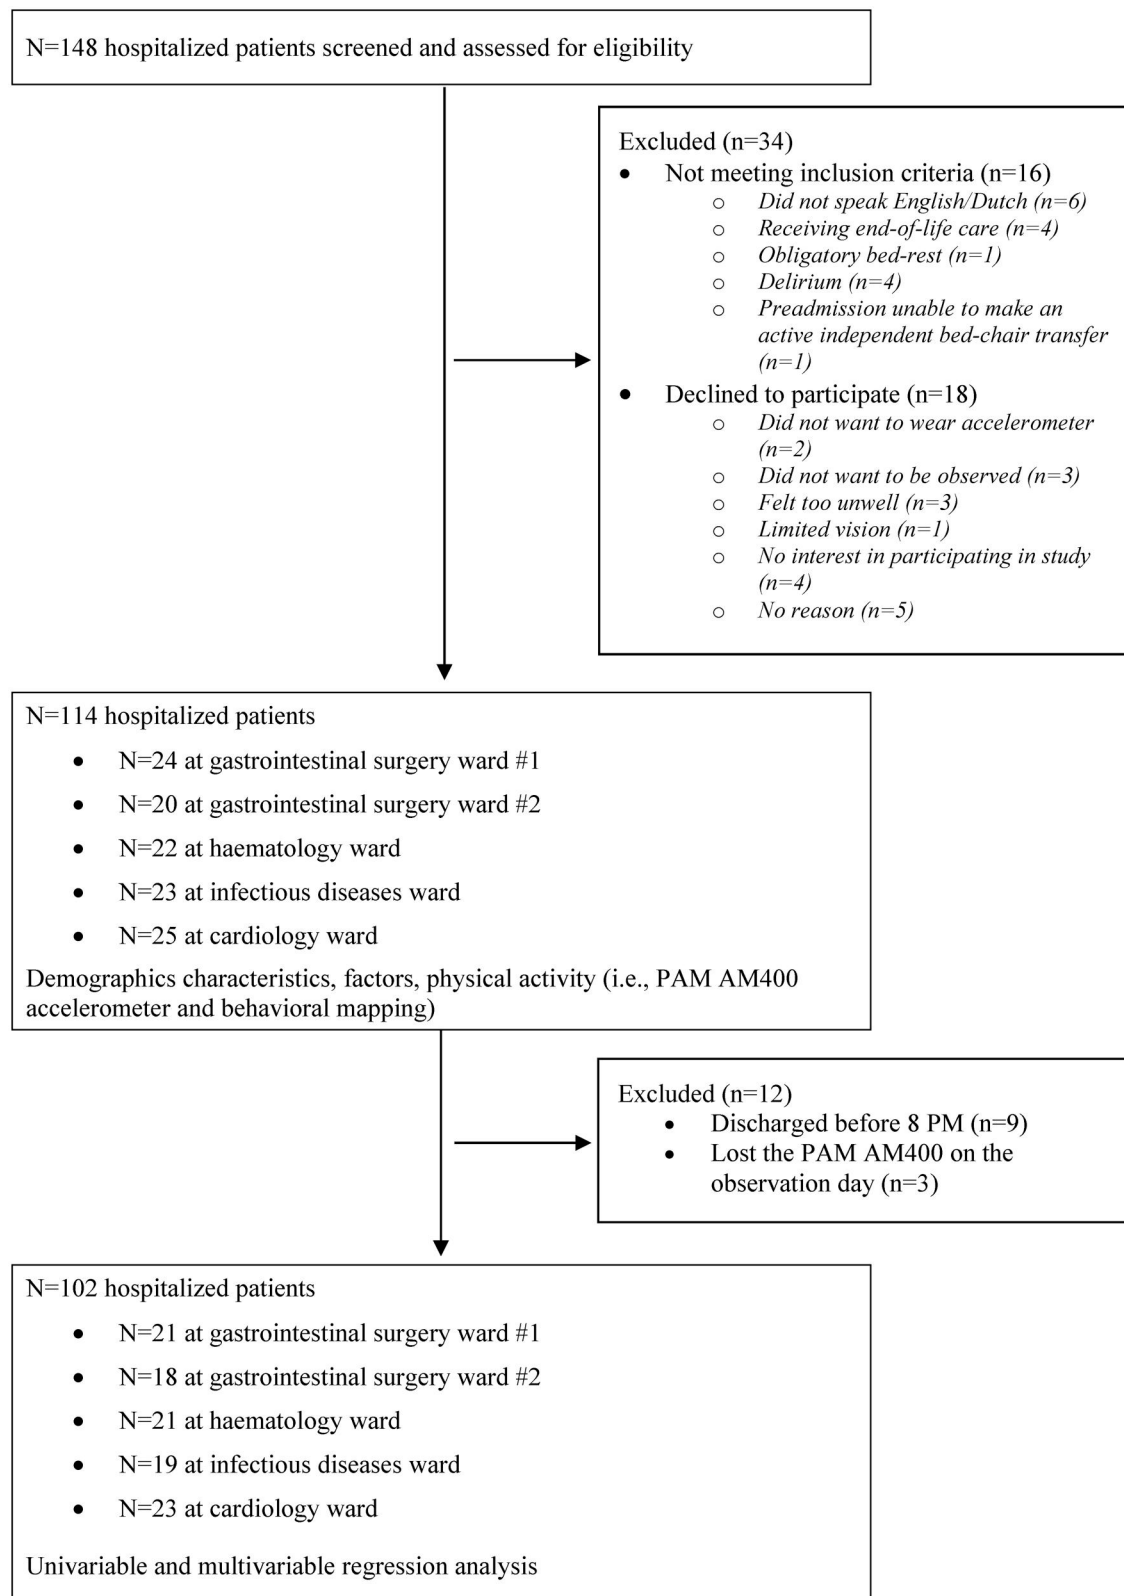 N=148 hospitalized patients screened and assessed for eligibility
Excluded (n=34)
• Not meeting inclusion criteria (n=16)
o Did not speak English/Dutch (n=6)
o Receiving end-of-life care (n=4)
o Obligatory bed-rest (n=1)
o Delirium (n=4)
o Preadmission unable to make an
active independent bed-chair transfer
(n=1)
• Declined to participate (n=18)
o Did not want to wear accelerometer
(n=2)
o Did not want to be observed (n=3)
o Felt too unwell (n=3)
o Limited vision (n=1)
o No interest in participating in study
(n=4)
o No reason (n=5)
N=114 hospitalized patients
• N=24 at gastrointestinal surgery ward #1
• N=20 at gastrointestinal surgery ward #2
• N=22 at haematology ward
• N=23 at infectious diseases ward
• N=25 at cardiology ward
Demographics characteristics, factors, physical activity (i.e., PAM AM400
accelerometer and behavioral mapping)
Excluded (n=12)
• Discharged before 8 PM (n=9)
• Lost the PAM AM400 on the
observation day (n=3)
N=102 hospitalized patients
• N=21 at gastrointestinal surgery ward #1
• N=18 at gastrointestinal surgery ward #2
• N=21 at haematology ward
• N=19 at infectious diseases ward
• N=23 at cardiology ward
Univariable and multivariable regression analysis